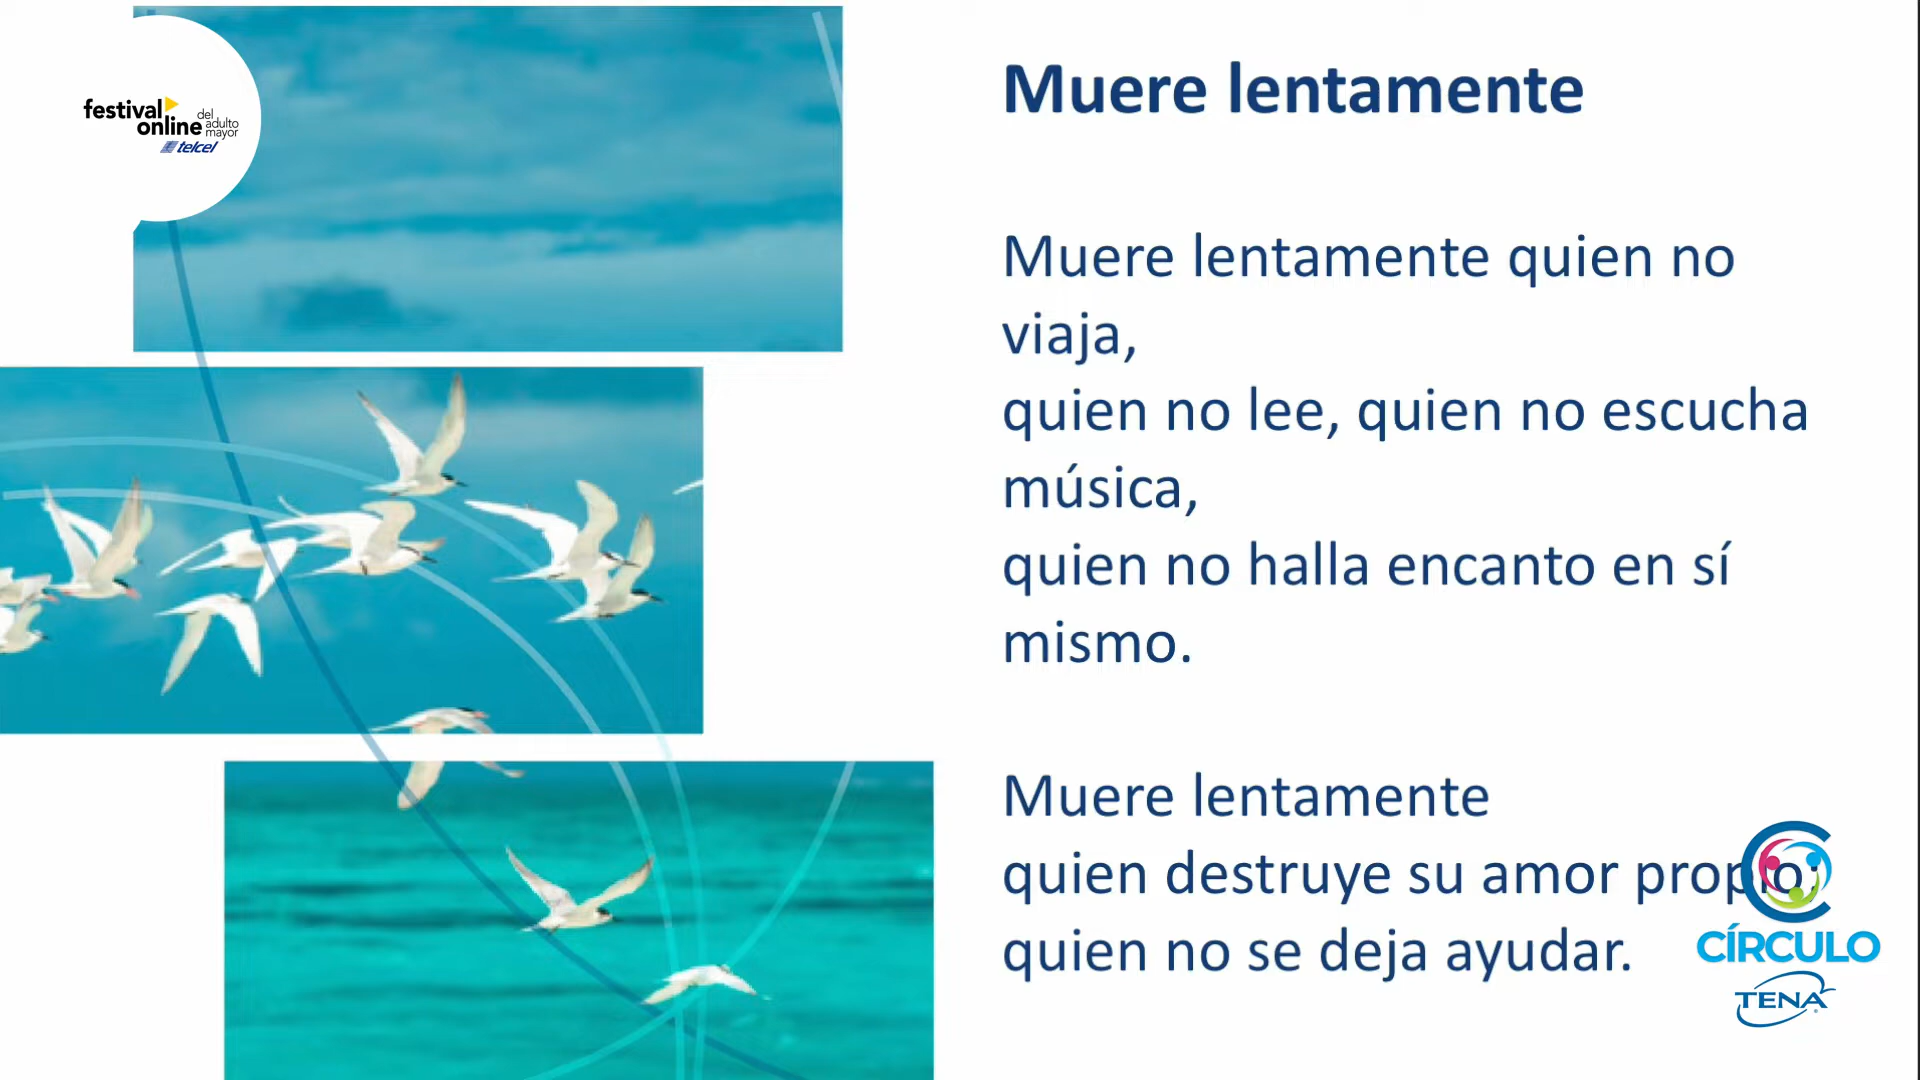 festival
online
del
adulto
mayor
telcel
Muere lentamente
Muere lentamente quien no
viaja,
quien no lee, quien no escucha
música,
quien no halla encanto en sí
mismo.
Muere lentamente
quien destruye su amor propio;
quien no se deja ayudar.
CÍRCULO
TENA